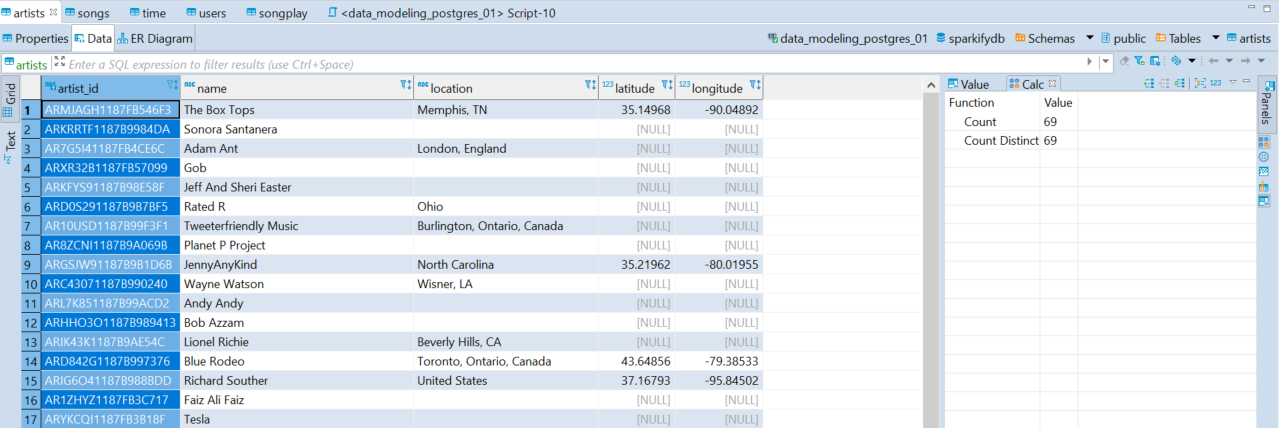 artists songs time users songplay <data_modeling_postgres_01> Script-10
Properties Data ER Diagram data_modeling_postgres_01 sparkifydb Schemas public Tables artists
artists Enter a SQL expression to filter results (use Ctrl+Space)
Grid
Text
ABC artist_id ABC name ABC location 123 latitude 123 longitude
1 ARMJAGH1187FB546F3 The Box Tops Memphis, TN 35.14968 -90.04892
2 ARKRRTF1187B9984DA Sonora Santanera [NULL] [NULL]
3 AR7G5I41187FB4CE6C Adam Ant London, England [NULL] [NULL]
4 ARXR32B1187FB57099 Gob [NULL] [NULL]
5 ARKFYS91187B98E58F Jeff And Sheri Easter [NULL] [NULL]
6 ARD0S291187B9B7BF5 Rated R Ohio [NULL] [NULL]
7 AR10USD1187B99F3F1 Tweeterfriendly Music Burlington, Ontario, Canada [NULL] [NULL]
8 AR8ZCNI1187B9A069B Planet P Project [NULL] [NULL]
9 ARGSJW91187B9B1D6B JennyAnyKind North Carolina 35.21962 -80.01955
10 ARC43071187B990240 Wayne Watson Wisner, LA [NULL] [NULL]
11 ARL7K851187B99ACD2 Andy Andy [NULL] [NULL]
12 ARHHO3O1187B989413 Bob Azzam [NULL] [NULL]
13 ARIK43K1187B9AE54C Lionel Richie Beverly Hills, CA [NULL] [NULL]
14 ARD842G1187B997376 Blue Rodeo Toronto, Ontario, Canada 43.64856 -79.38533
15 ARIG6O41187B988BDD Richard Souther United States 37.16793 -95.84502
16 AR1ZHYZ1187FB3C717 Faiz Ali Faiz [NULL] [NULL]
17 ARYKCQI1187FB3B18F Tesla [NULL] [NULL]
Value Calc 123
Function Value
Count 69
Count Distinct 69
Panels